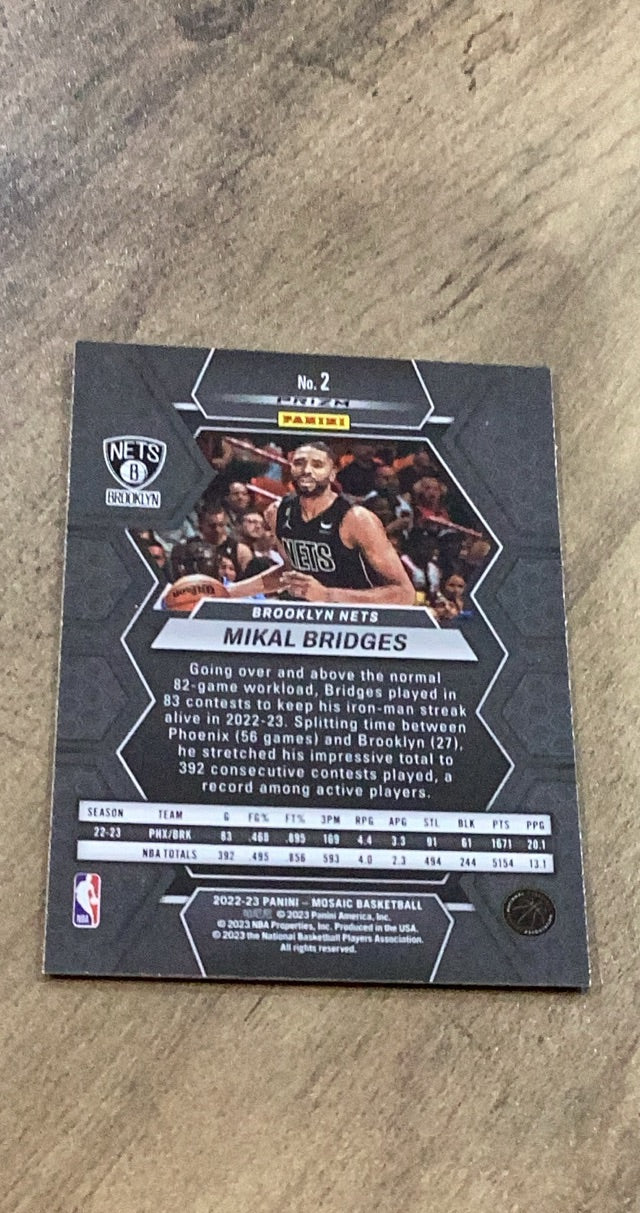 No. 2
PRIZM
PANINI
NETS
B
BROOKLYN
NETS
BROOKLYN NETS
MIKAL BRIDGES
Going over and above the normal
82-game workload, Bridges played in
83 contests to keep his iron-man streak
alive in 2022-23. Splitting time between
Phoenix (56 games) and Brooklyn (27),
he stretched his impressive total to
392 consecutive contests played, a
record among active players.
SEASON TEAM G FG% FT% 3PM RPG APG STL BLK PTS PPG
22-23 PHX/BRK 83 .468 .895 169 4.4 3.3 91 61 1671 20.1
NBA TOTALS 392 .495 .856 593 4.0 2.3 494 244 5154 13.1
NBA
2022-23 PANINI – MOSAIC BASKETBALL
© 2023 Panini America, Inc.
© 2023 NBA Properties, Inc. Produced in the USA.
© 2023 the National Basketball Players Association.
All rights reserved.